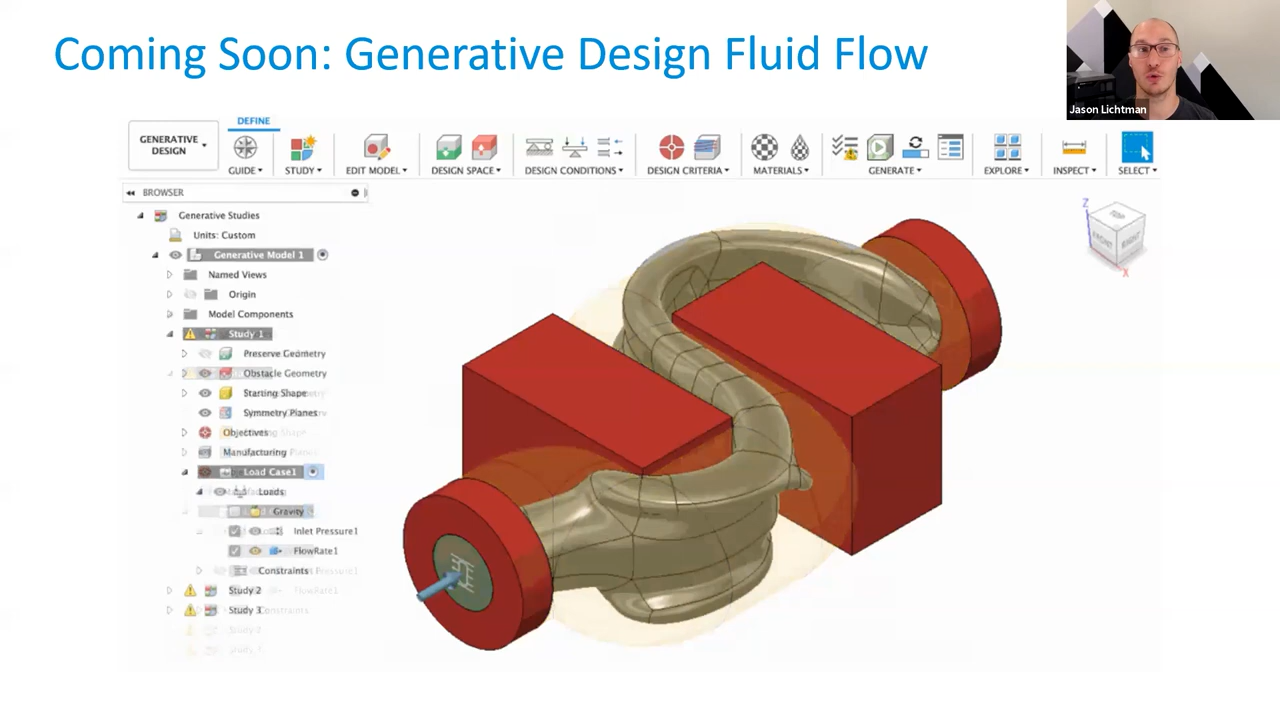 Coming Soon: Generative Design Fluid Flow
Jason Lichtman
DEFINE
GENERATIVE
DESIGN
GUIDE
STUDY
EDIT MODEL
DESIGN SPACE
DESIGN CONDITIONS
DESIGN CRITERIA
MATERIALS
GENERATE
EXPLORE
INSPECT
SELECT
BROWSER
Generative Studies
Units: Custom
Generative Model 1
Named Views
Origin
Model Components
Study 1
Preserve Geometry
Obstacle Geometry
Starting Shape
Symmetry Planes
Objectives
Manufacturing
Load Case1
Loads
Gravity
Inlet Pressure1
FlowRate1
Constraints
Study 2
Study 3
Z
TOP
FRONT
RIGHT
X